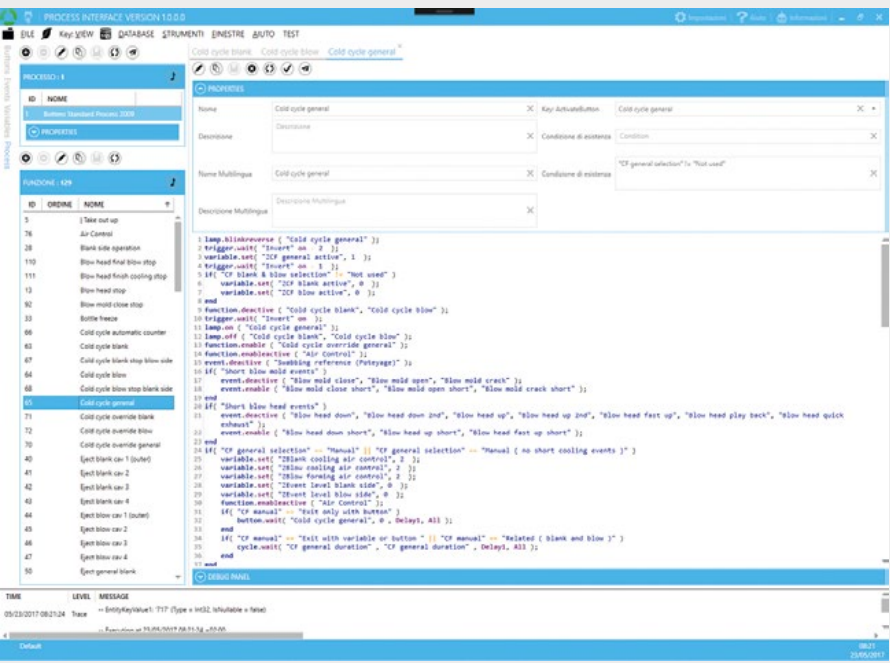 PROCESS INTERFACE VERSION 1.0.0.0
Impostazioni Aiuto Informazioni
FILE Key: VIEW DATABASE STRUMENTI FINESTRE AIUTO TEST
Buttons Events Variables Process
Cold cycle blank Cold cycle blow Cold cycle general
PROCESSO : 1
ID NOME
1 Bottero Standard Process 2009
PROPERTIES
FUNZIONE : 129
ID ORDINE NOME
5 | Take out up
76 Air Control
28 Blank side operation
110 Blow head final blow stop
111 Blow head finish cooling stop
13 Blow head stop
92 Blow mold close stop
33 Bottle freeze
66 Cold cycle automatic counter
63 Cold cycle blank
67 Cold cycle blank stop blow side
64 Cold cycle blow
68 Cold cycle blow stop blank side
65 Cold cycle general
71 Cold cycle override blank
72 Cold cycle override blow
70 Cold cycle override general
40 Eject blank cav 1 (outer)
41 Eject blank cav 2
42 Eject blank cav 3
43 Eject blank cav 4
44 Eject blow cav 1 (outer)
45 Eject blow cav 2
46 Eject blow cav 3
47 Eject blow cav 4
50 Eject general blank
PROPERTIES
Nome Cold cycle general Key: ActivateButton Cold cycle general
Descrizione Descrizione Condizione di esistenza Condition
Nome Multilingua Cold cycle general Condizione di esistenza "CF general selection" != "Not used"
Descrizione Multilingua Descrizione Multilingua
1 lamp.blinkreverse ( "Cold cycle general" );
2 trigger.wait( "Invert" on - 2 );
3 variable.set( "2CF general active", 1 );
4 trigger.wait( "Invert" on - 1 );
5 if( "CF blank & blow selection" != "Not used" )
6 variable.set( "2CF blank active", 0 );
7 variable.set( "2CF blow active", 0 );
8 end
9 function.deactive ( "Cold cycle blank", "Cold cycle blow" );
10 trigger.wait( "Invert" on );
11 lamp.on ( "Cold cycle general" );
12 lamp.off ( "Cold cycle blank", "Cold cycle blow" );
13 function.enable ( "Cold cycle override general" );
14 function.enableactive ( "Air Control" );
15 event.deactive ( "Swabbing reference (Poteyage)" );
16 if( "Short blow mold events" )
17 event.deactive ( "Blow mold close", "Blow mold open", "Blow mold crack" );
18 event.enable ( "Blow mold close short", "Blow mold open short", "Blow mold crack short" );
19 end
20 if( "Short blow head events" )
21 event.deactive ( "Blow head down", "Blow head down 2nd", "Blow head up", "Blow head up 2nd", "Blow head fast up", "Blow head play back", "Blow head quick
exhaust" );
22 event.enable ( "Blow head down short", "Blow head up short", "Blow head fast up short" );
23 end
24 if( "CF general selection" == "Manual" || "CF general selection" == "Manual ( no short cooling events )" )
25 variable.set( "2Blank cooling air control", 2 );
26 variable.set( "2Blow cooling air control", 2 );
27 variable.set( "2Blow forming air control", 2 );
28 variable.set( "2Event level blank side", 0 );
29 variable.set( "2Event level blow side", 0 );
30 function.enableactive ( "Air Control" );
31 if( "CF manual" == "Exit only with button" )
32 button.wait( "Cold cycle general", 0 , Delay1, All );
33 end
34 if( "CF manual" == "Exit with variable or button " || "CF manual" == "Related ( blank and blow )" )
35 cycle.wait( "CF general duration" , "CF general duration" , Delay1, All );
36 end
37 end
DEBUG PANEL
TIME LEVEL MESSAGE
05/23/2017 08:21:24 Trace -- EntityKeyValue1: '717' (Type = Int32, IsNullable = false)
-- Execution at 23/05/2017 08:21:24 +02:00
Default
08:21
23/05/2017